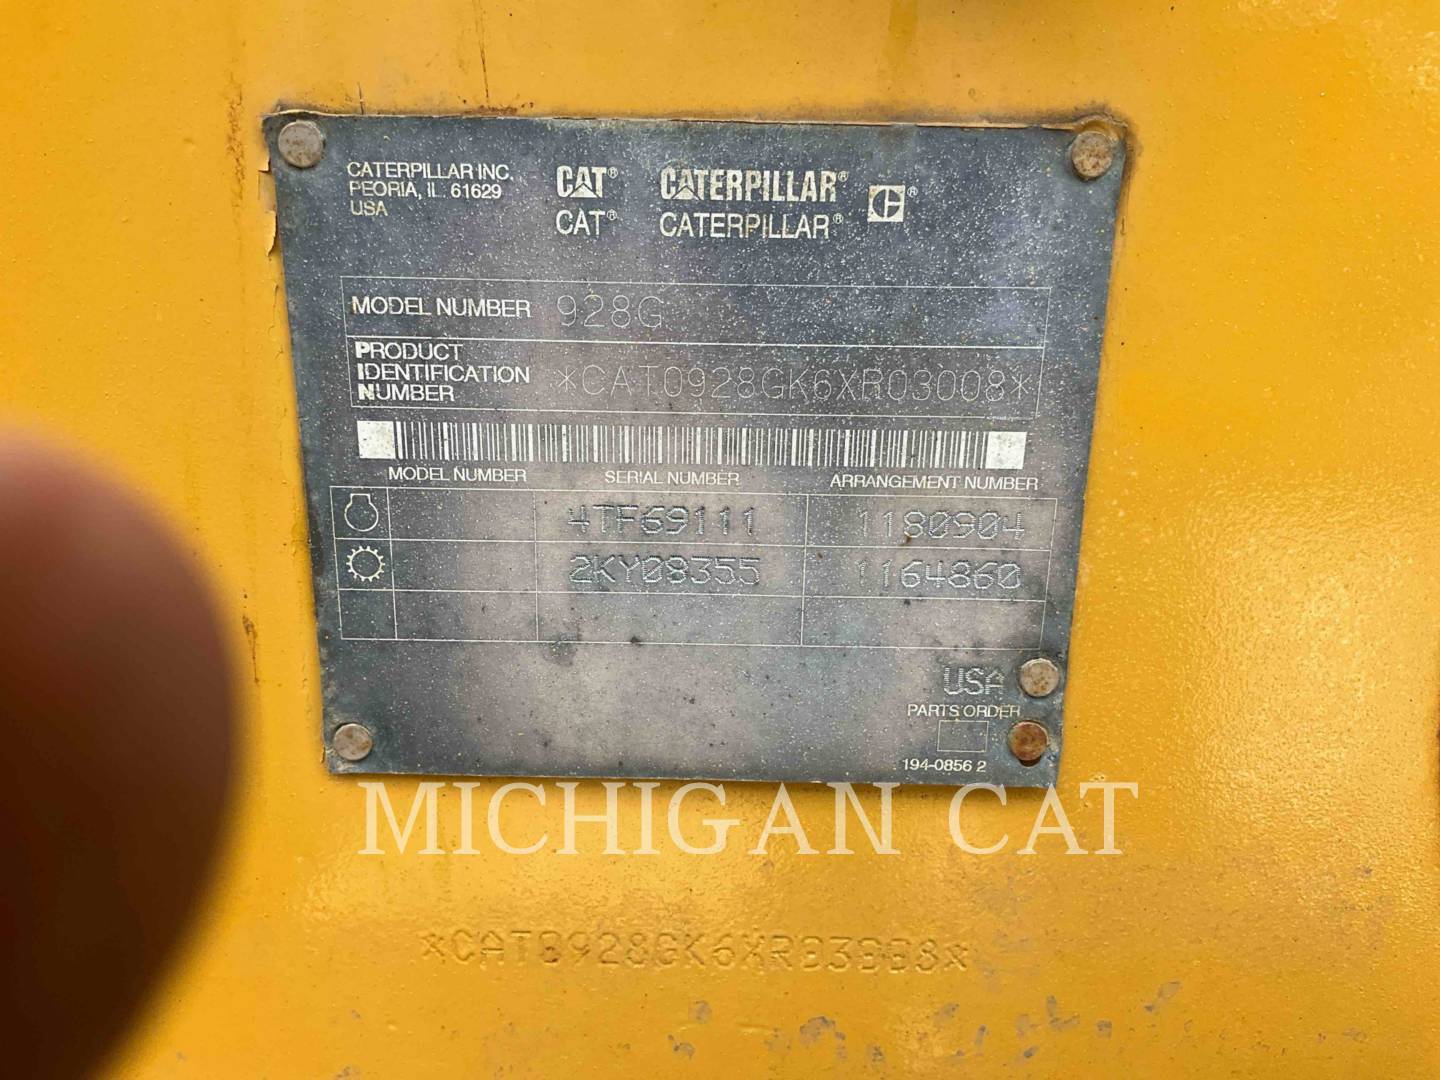 CATERPILLAR INC.
PEORIA, IL. 61629
USA
CAT® CATERPILLAR® ®
CAT® CATERPILLAR®
MODEL NUMBER 928G
PRODUCT
IDENTIFICATION
NUMBER
*CAT0928GK6XR03008*
MODEL NUMBER SERIAL NUMBER ARRANGEMENT NUMBER
4TF69111 1180904
2KY08355 1164860
USA
PARTS ORDER
194-0856 2
MICHIGAN CAT
*CAT0928GK6XR03008*